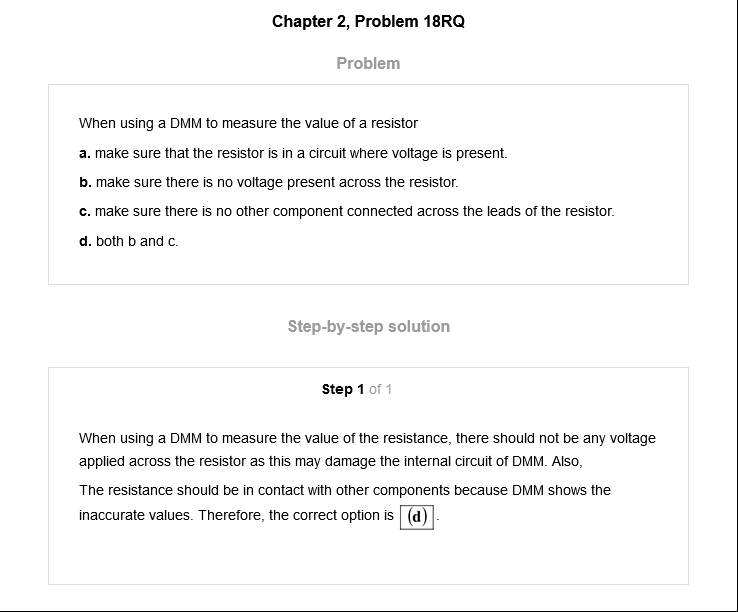 Chapter 2, Problem 18RQ
Problem
When using a DMM to measure the value of a resistor
a. make sure that the resistor is in a circuit where voltage is present.
b. make sure there is no voltage present across the resistor.
c. make sure there is no other component connected across the leads of the resistor.
d. both b and c.
Step-by-step solution
Step 1 of 1
When using a DMM to measure the value of the resistance, there should not be any voltage
applied across the resistor as this may damage the internal circuit of DMM. Also,
The resistance should be in contact with other components because DMM shows the
inaccurate values. Therefore, the correct option is (d).